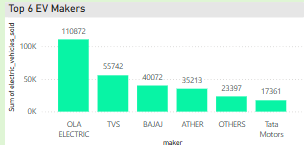 Top 6 EV Makers
Sum of electric_vehicles_sold
110872
100K
55742
50K
40072
35213
23397
17361
0K
OLA
ELECTRIC
TVS
BAJAJ
ATHER
OTHERS
Tata
Motors
maker